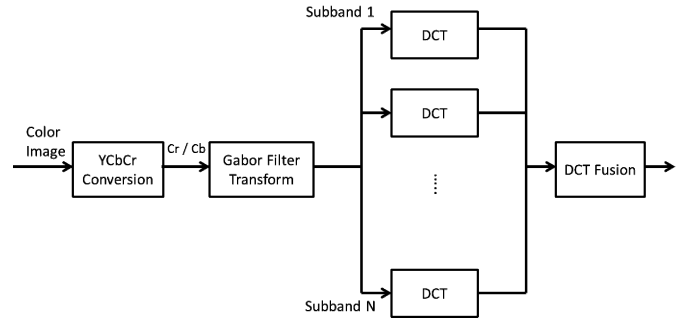 Color
Image
YCbCr
Conversion
Cr / Cb
Gabor Filter
Transform
Subband 1
DCT
DCT
Subband N
DCT
DCT Fusion